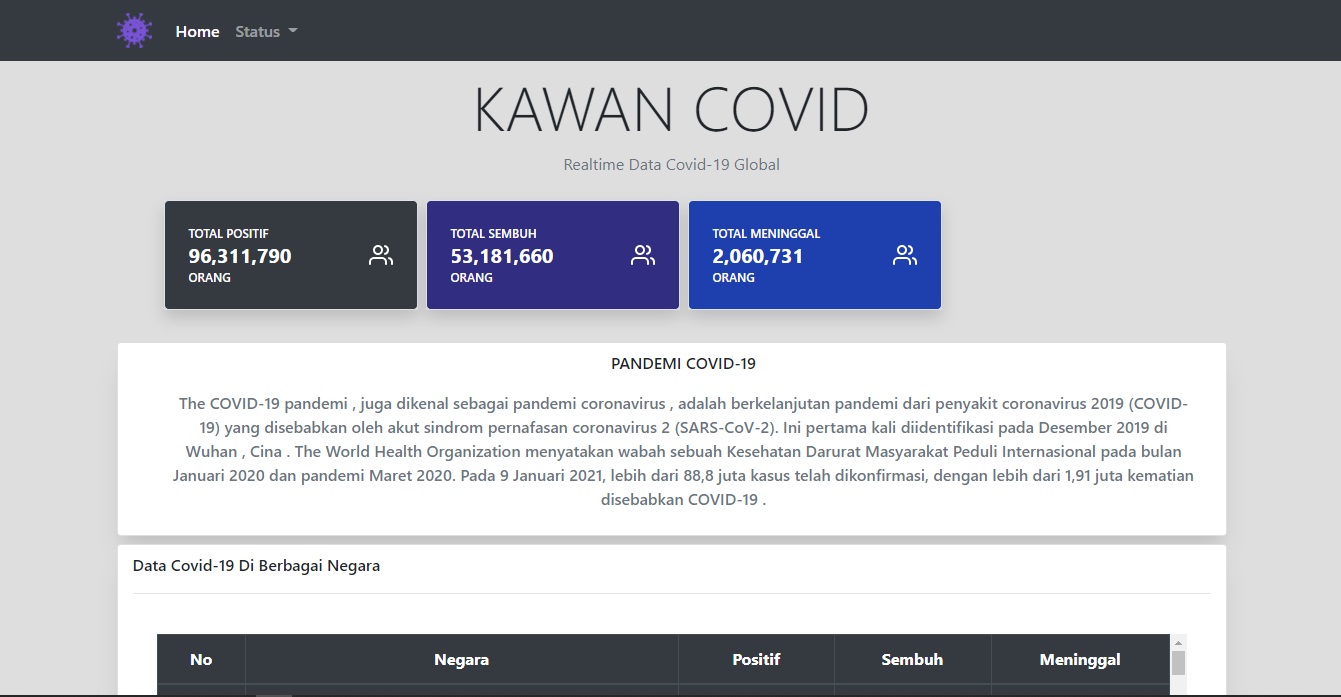 Home Status
KAWAN COVID
Realtime Data Covid-19 Global
TOTAL POSITIF
96,311,790
ORANG
TOTAL SEMBUH
53,181,660
ORANG
TOTAL MENINGGAL
2,060,731
ORANG
PANDEMI COVID-19
The COVID-19 pandemi , juga dikenal sebagai pandemi coronavirus , adalah berkelanjutan pandemi dari penyakit coronavirus 2019 (COVID-
19) yang disebabkan oleh akut sindrom pernafasan coronavirus 2 (SARS-CoV-2). Ini pertama kali diidentifikasi pada Desember 2019 di
Wuhan , Cina . The World Health Organization menyatakan wabah sebuah Kesehatan Darurat Masyarakat Peduli Internasional pada bulan
Januari 2020 dan pandemi Maret 2020. Pada 9 Januari 2021, lebih dari 88,8 juta kasus telah dikonfirmasi, dengan lebih dari 1,91 juta kematian
disebabkan COVID-19 .
Data Covid-19 Di Berbagai Negara
No Negara Positif Sembuh Meninggal